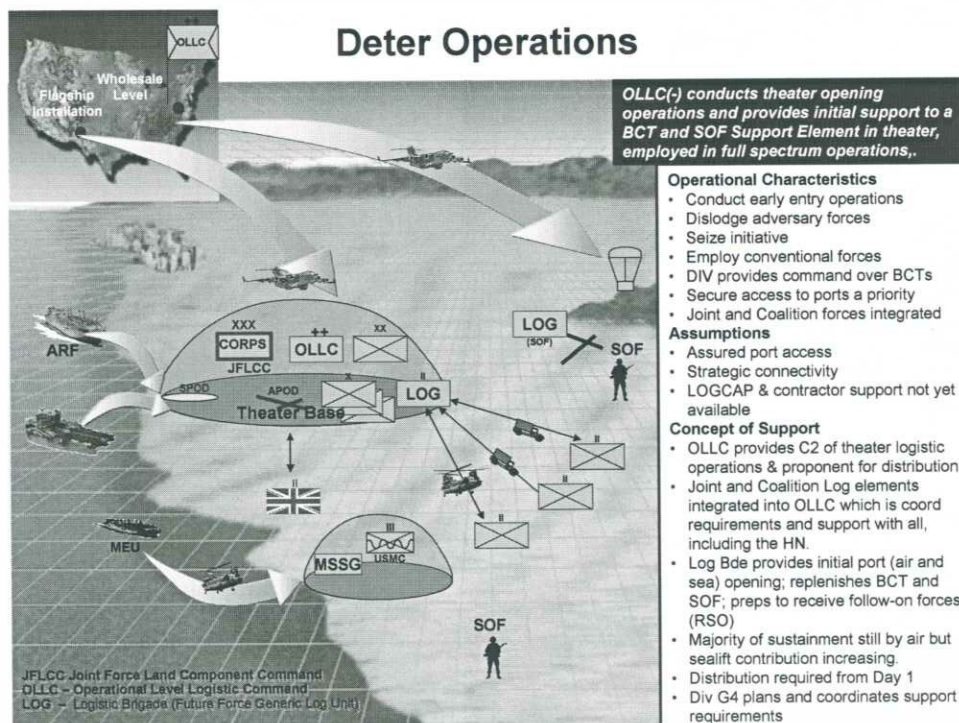 Deter Operations
++
OLLC
Wholesale
Level
Flagship
Installation
OLLC(-) conducts theater opening
operations and provides initial support to a
BCT and SOF Support Element in theater,
employed in full spectrum operations,.
Operational Characteristics
• Conduct early entry operations
• Dislodge adversary forces
• Seize initiative
• Employ conventional forces
• DIV provides command over BCTs
• Secure access to ports a priority
• Joint and Coalition forces integrated
Assumptions
• Assured port access
• Strategic connectivity
• LOGCAP & contractor support not yet
available
Concept of Support
• OLLC provides C2 of theater logistic
operations & proponent for distribution
• Joint and Coalition Log elements
integrated into OLLC which is coord
requirements and support with all,
including the HN.
• Log Bde provides initial port (air and
sea) opening; replenishes BCT and
SOF; preps to receive follow-on forces
(RSO)
• Majority of sustainment still by air but
sealift contribution increasing.
• Distribution required from Day 1
• Div G4 plans and coordinates support
requirements
ARF
XXX
CORPS
JFLCC
++
OLLC
XX
SPOD
APOD
Theater Base
X
II
LOG
LOG
(SOF)
SOF
II
II
II
II
MEU
III
USMC
MSSG
SOF
JFLCC Joint Force Land Component Command
OLLC – Operational Level Logistic Command
LOG – Logistic Brigade (Future Force Generic Log Unit)